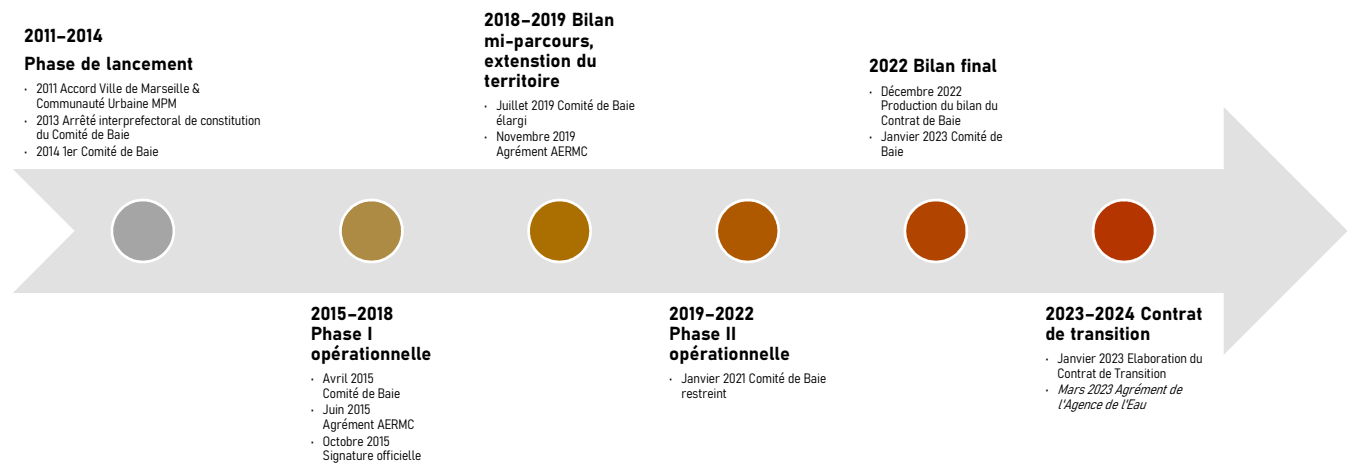 2011–2014
Phase de lancement
· 2011 Accord Ville de Marseille &
Communauté Urbaine MPM
· 2013 Arrêté interprefectoral de constitution
du Comité de Baie
· 2014 1er Comité de Baie
2015–2018
Phase I
opérationnelle
· Avril 2015
Comité de Baie
· Juin 2015
Agrément AERMC
· Octobre 2015
Signature officielle
2018–2019 Bilan
mi-parcours,
extenstion du
territoire
· Juillet 2019 Comité de Baie
élargi
· Novembre 2019
Agrément AERMC
2019–2022
Phase II
opérationnelle
· Janvier 2021 Comité de Baie
restreint
2022 Bilan final
· Décembre 2022
Production du bilan du
Contrat de Baie
· Janvier 2023 Comité de
Baie
2023–2024 Contrat
de transition
· Janvier 2023 Elaboration du
Contrat de Transition
· Mars 2023 Agrément de
l'Agence de l'Eau